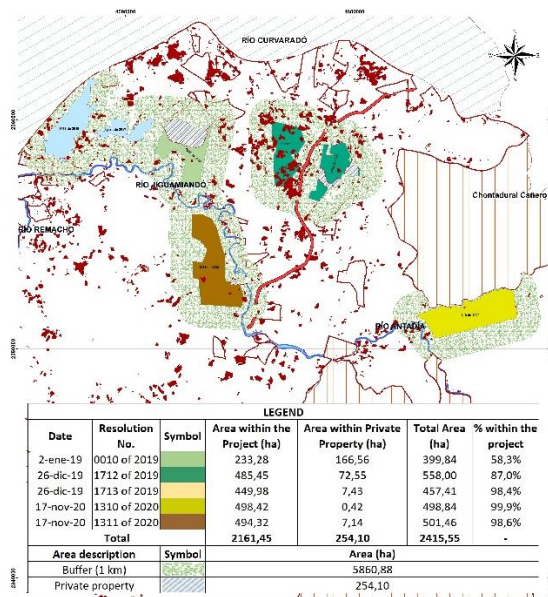 RÍO CURVARADÓ
RÍO JIGUAMIANDÓ
Chontadural Cañero
RÍO REMACHO
RÍO ANTADÍA
LEGEND
Date Resolution No. Symbol Area within the Project (ha) Area within Private Property (ha) Total Area (ha) % within the project
2-ene-19 0010 of 2019 233,28 166,56 399,84 58,3%
26-dic-19 1712 of 2019 485,45 72,55 558,00 87,0%
26-dic-19 1713 of 2019 449,98 7,43 457,41 98,4%
17-nov-20 1310 of 2020 498,42 0,42 498,84 99,9%
17-nov-20 1311 of 2020 494,32 7,14 501,46 98,6%
Total 2161,45 254,10 2415,55 -
Area description Symbol Area (ha)
Buffer (1 km) 5860,88
Private property 254,10